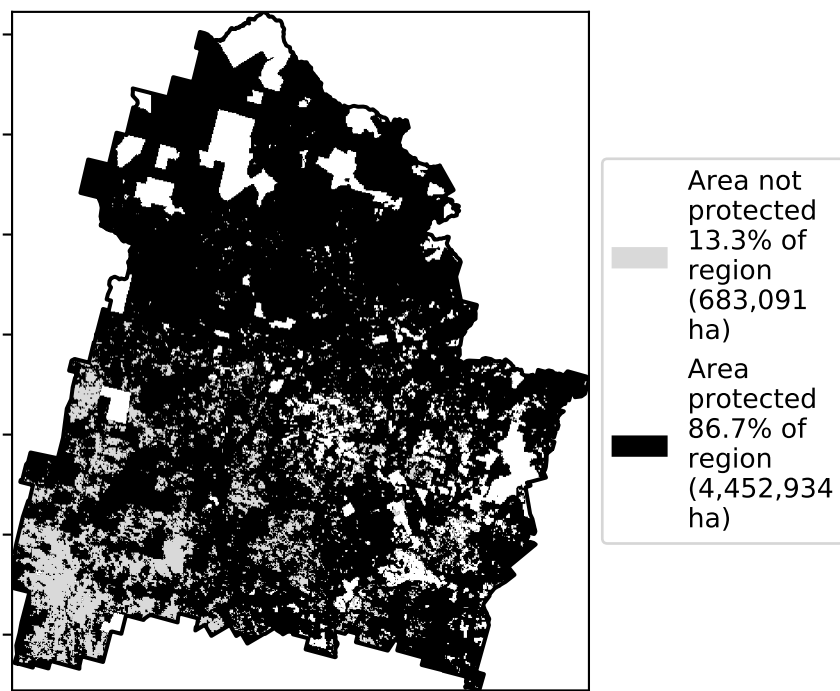 Area not
protected
13.3% of
region
(683,091
ha)
Area
protected
86.7% of
region
(4,452,934
ha)